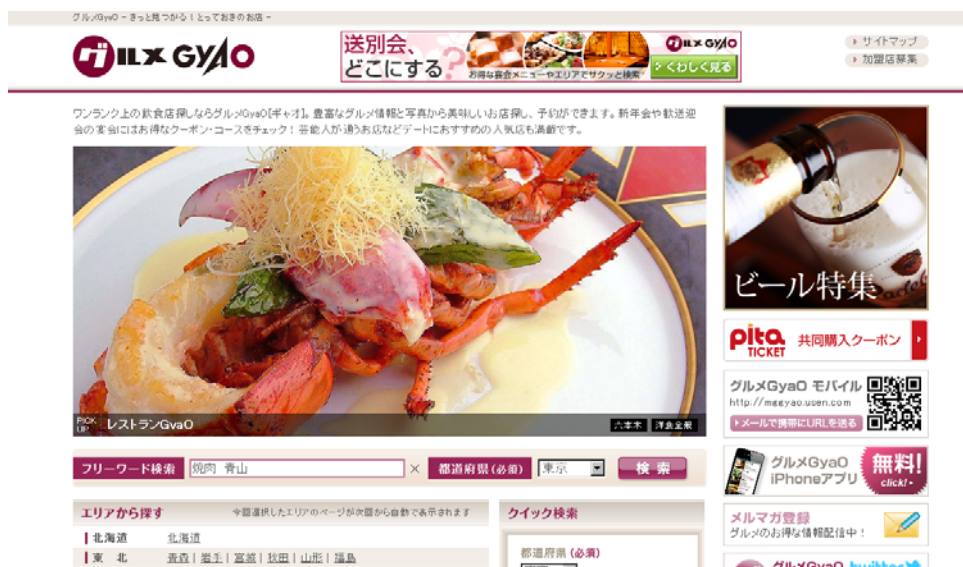 グルメGyaO - きっと見つかる！とっておきのお店 -
グルメ GYAO
送別会、
どこにする?
お得な宴会メニューやエリアでサクッと検索
グルメ GYAO
くわしく見る
サイトマップ
加盟店募集
ワンランク上の飲食店探しならグルメGyaO[ギャオ]。豊富なグルメ情報と写真から美味しいお店探し、予約ができます。新年会や歓送迎
会の宴会にはお得なクーポン・コースをチェック！芸能人が通うお店などデートにおすすめの人気店も満載です。
ビール特集
PICK UP レストランGyaO
六本木 洋食全般
pita TICKET 共同購入クーポン
グルメGyaO モバイル
http://mggyao.usen.com
メールで携帯にURLを送る
フリーワード検索 焼肉 青山 × 都道府県(必須) 東京 検索
グルメGyaO
iPhoneアプリ
無料!
click!
エリアから探す
今回選択したエリアのページが次回から自動で表示されます
クイック検索
メルマガ登録
グルメのお得な情報配信中！
北海道 北海道
東 北 青森 | 岩手 | 宮城 | 秋田 | 山形 | 福島
都道府県 (必須)
グルメGyaO twitter